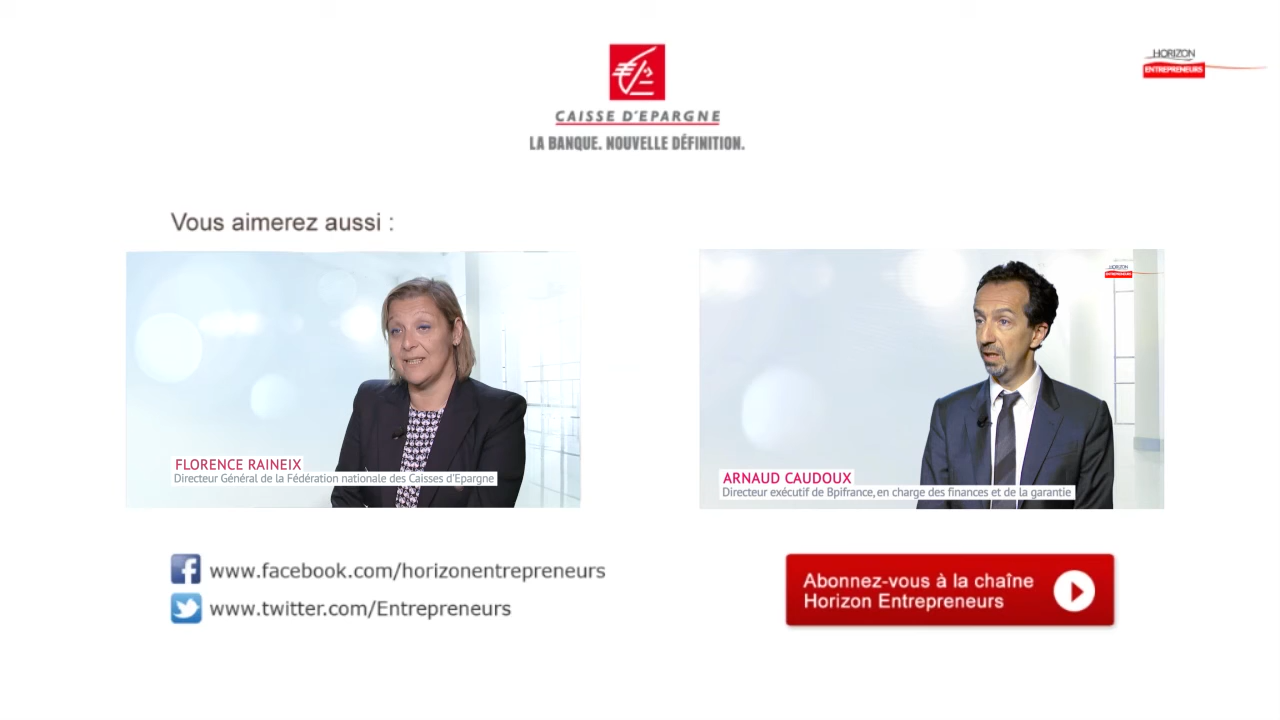 CAISSE D'EPARGNE
LA BANQUE. NOUVELLE DÉFINITION.
HORIZON
ENTREPRENEURS
Vous aimerez aussi :
FLORENCE RAINEIX
Directeur Général de la Fédération nationale des Caisses d'Epargne
HORIZON
ENTREPRENEURS
ARNAUD CAUDOUX
Directeur exécutif de Bpifrance, en charge des finances et de la garantie
www.facebook.com/horizonentrepreneurs
www.twitter.com/Entrepreneurs
Abonnez-vous à la chaîne
Horizon Entrepreneurs